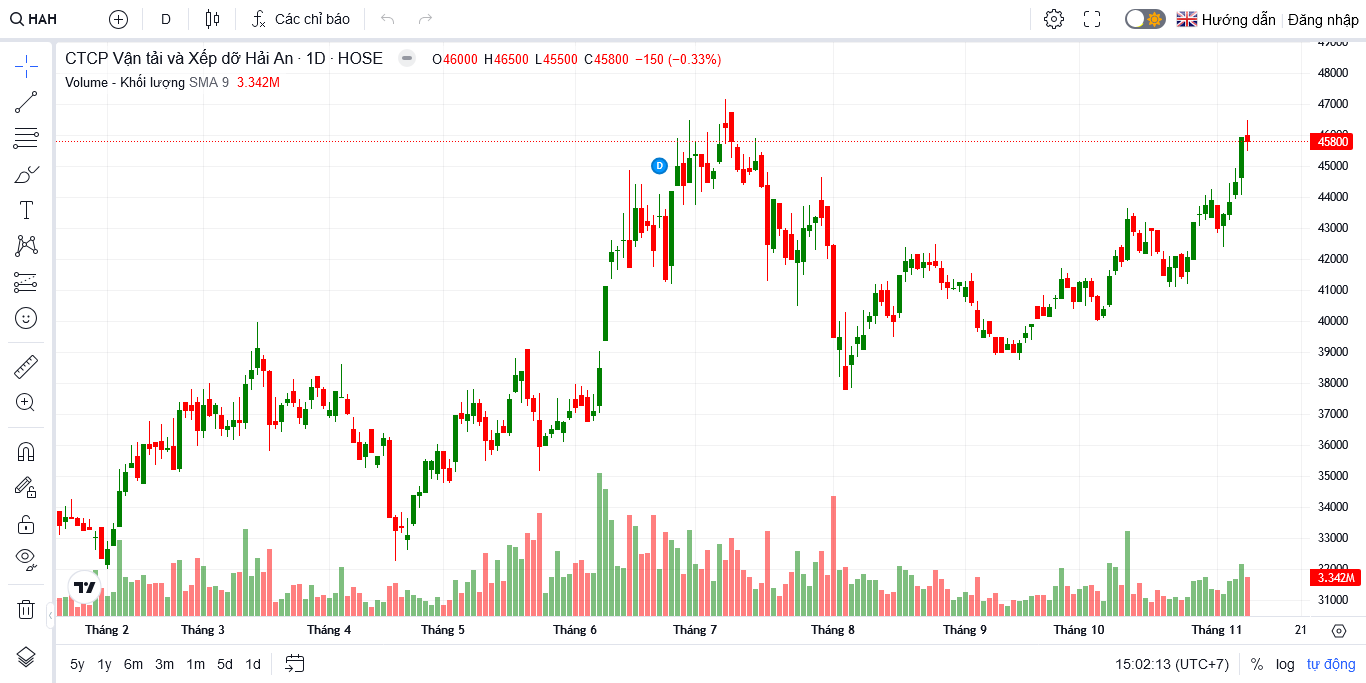 HAH D Các chỉ báo Hướng dẫn Đăng nhập
CTCP Vận tải và Xếp dỡ Hải An · 1D · HOSE O46000 H46500 L45500 C45800 −150 (−0.33%)
Volume - Khối lượng SMA 9 3.342M
D
49000
48000
47000
46000
45800
45000
44000
43000
42000
41000
40000
39000
38000
37000
36000
35000
34000
33000
32000
3.342M
31000
Tháng 2 Tháng 3 Tháng 4 Tháng 5 Tháng 6 Tháng 7 Tháng 8 Tháng 9 Tháng 10 Tháng 11 21
5y 1y 6m 3m 1m 5d 1d 15:02:13 (UTC+7) % log tự động